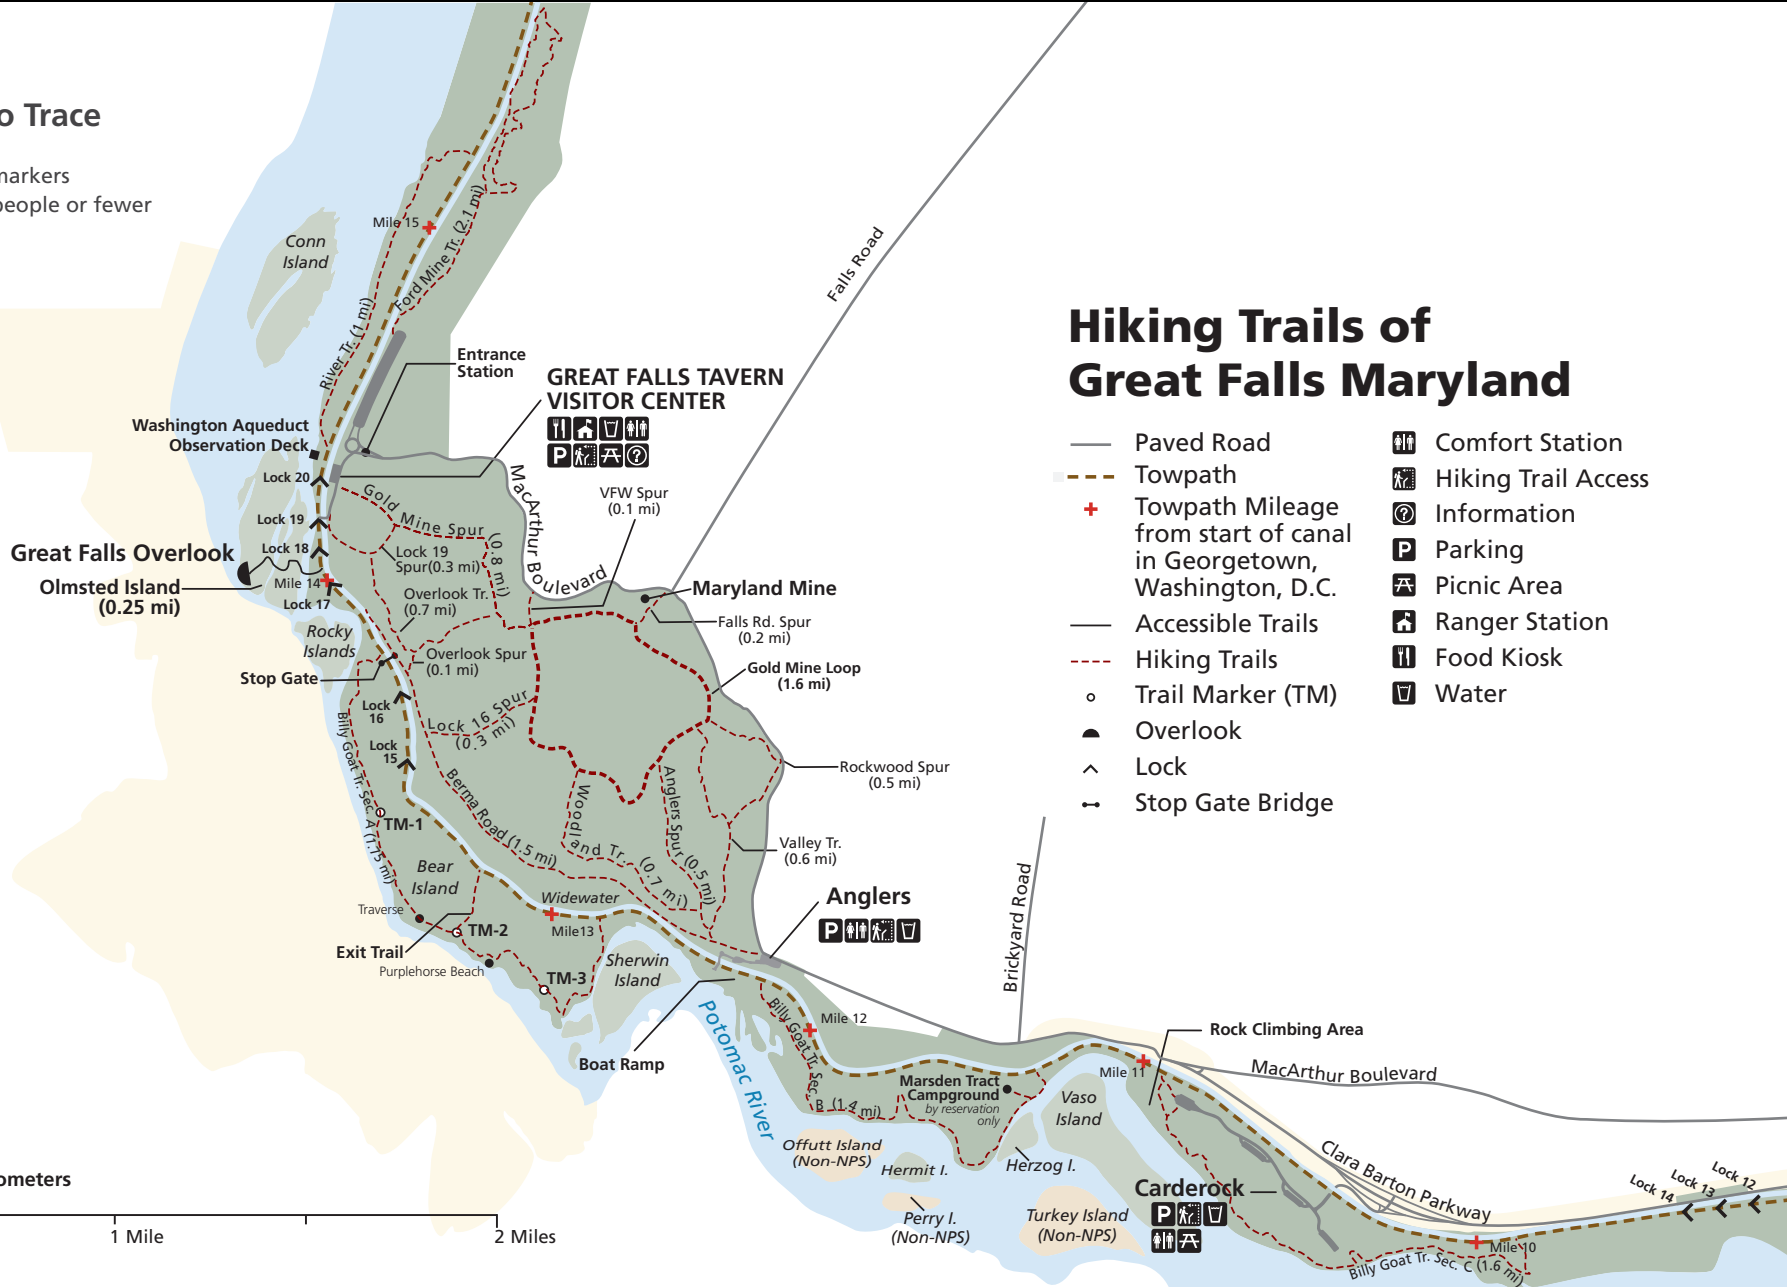 o Trace
markers
people or fewer
Conn
Island
Mile 15
Ford Mine Tr. (2.1 mi)
River Tr. (1 mi)
Falls Road
Entrance
Station
GREAT FALLS TAVERN
VISITOR CENTER
P
?
Washington Aqueduct
Observation Deck
Lock 20
Lock 19
Lock 18
Great Falls Overlook
Olmsted Island
(0.25 mi)
Mile 14
Lock 17
Rocky
Islands
Stop Gate
Gold Mine Spur
(0.8 mi)
Lock 19
Spur(0.3 mi)
Overlook Tr.
(0.7 mi)
Overlook Spur
(0.1 mi)
MacArthur Boulevard
VFW Spur
(0.1 mi)
Maryland Mine
Falls Rd. Spur
(0.2 mi)
Gold Mine Loop
(1.6 mi)
Lock
16
Lock 16 Spur
(0.3 mi)
Lock
15
Billy Goat Tr. Sec. A (1.75 mi)
TM-1
Berma Road (1.5 mi)
Woodland Tr. (0.7 mi)
Anglers Spur (0.5 mi)
Rockwood Spur
(0.5 mi)
Valley Tr.
(0.6 mi)
Bear
Island
Traverse
Widewater
Mile13
TM-2
Exit Trail
Purplehorse Beach
TM-3
Sherwin
Island
Anglers
P
Boat Ramp
Potomac River
Billy Goat Tr. Sec. B (1.4 mi)
Mile 12
Marsden Tract
Campground
by reservation
only
Brickyard Road
Vaso
Island
Mile 11
Rock Climbing Area
MacArthur Boulevard
Clara Barton Parkway
Offutt Island
(Non-NPS)
Hermit I.
Herzog I.
Perry I.
(Non-NPS)
Turkey Island
(Non-NPS)
Carderock
P
Lock 14
Lock 13
Lock 12
Mile 10
Billy Goat Tr. Sec. C (1.6 mi)
ometers
1 Mile
2 Miles
Hiking Trails of
Great Falls Maryland
Paved Road
Towpath
Towpath Mileage
from start of canal
in Georgetown,
Washington, D.C.
Accessible Trails
Hiking Trails
Trail Marker (TM)
Overlook
Lock
Stop Gate Bridge
Comfort Station
Hiking Trail Access
? Information
P Parking
Picnic Area
Ranger Station
Food Kiosk
Water